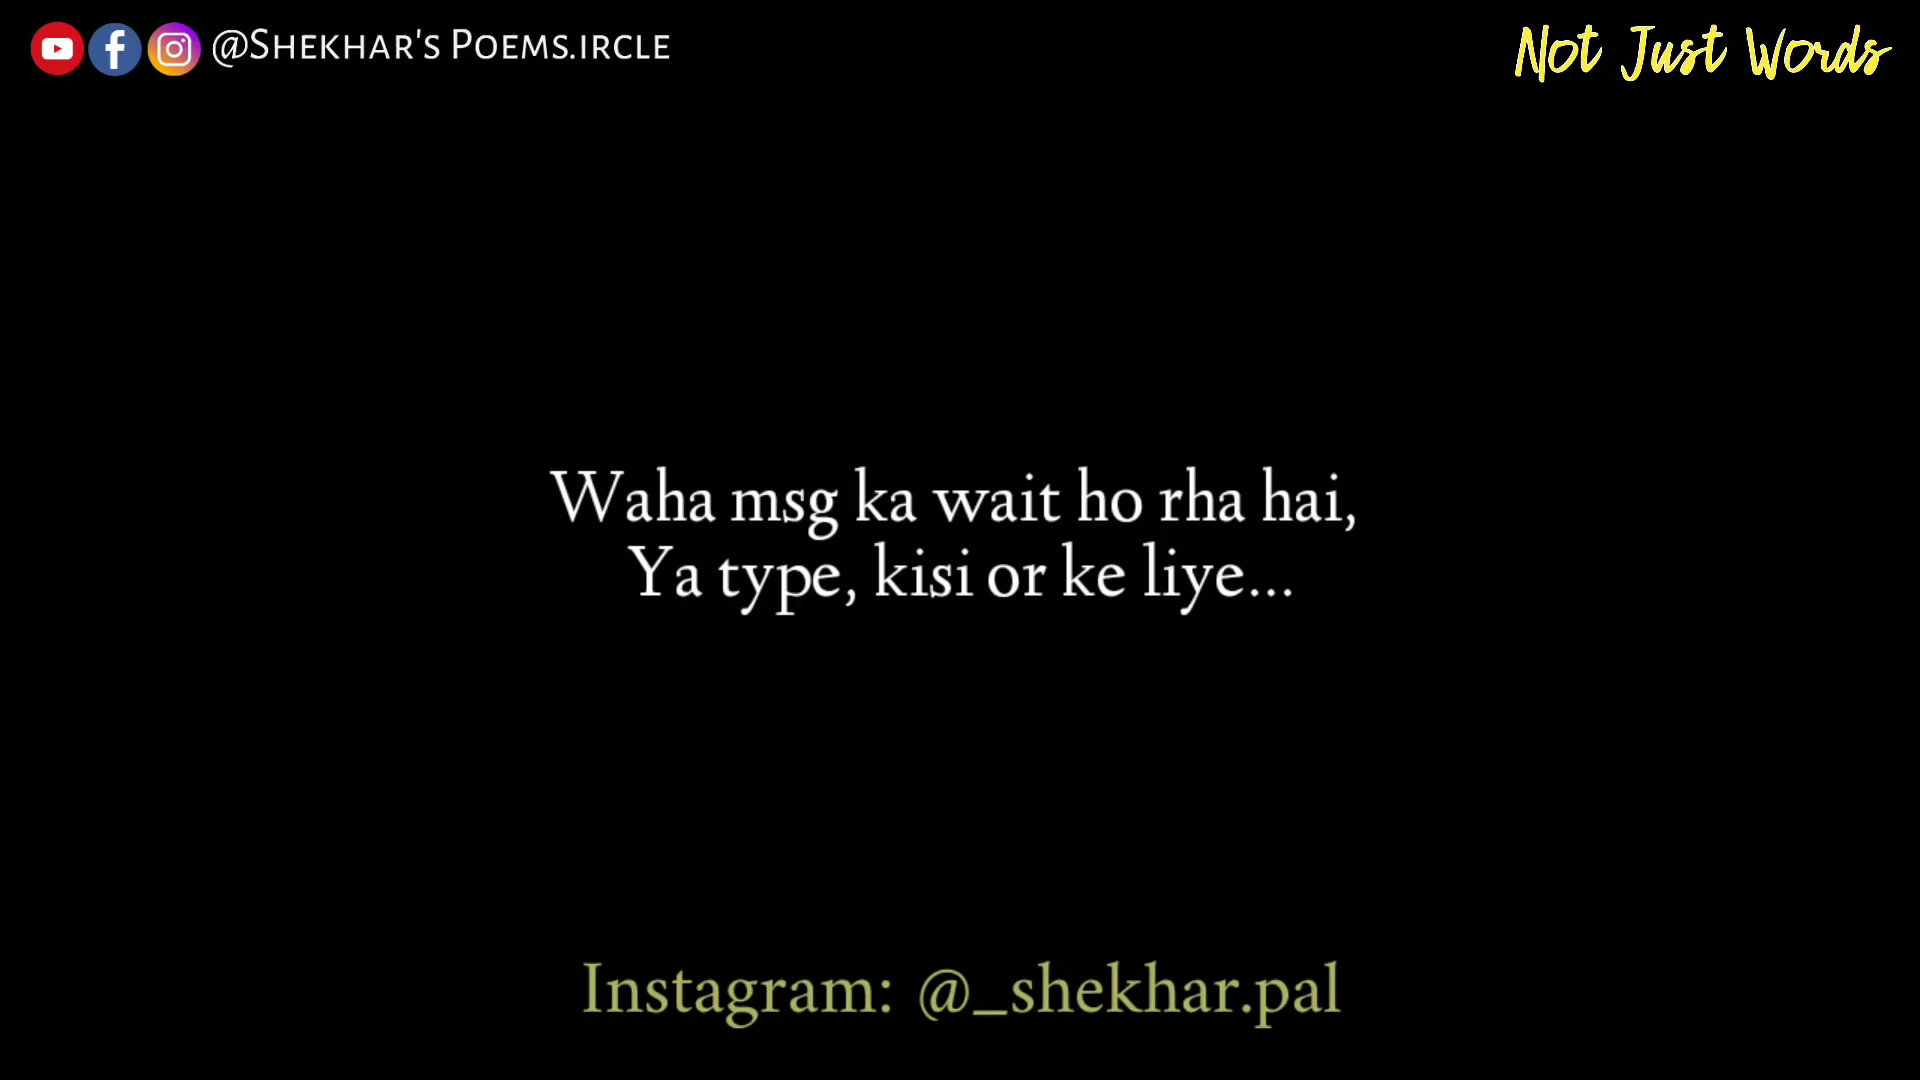 @Shekhar's Poems.ircle
Not Just Words
Waha msg ka wait ho rha hai,
Ya type, kisi or ke liye...
Instagram: @_shekhar.pal